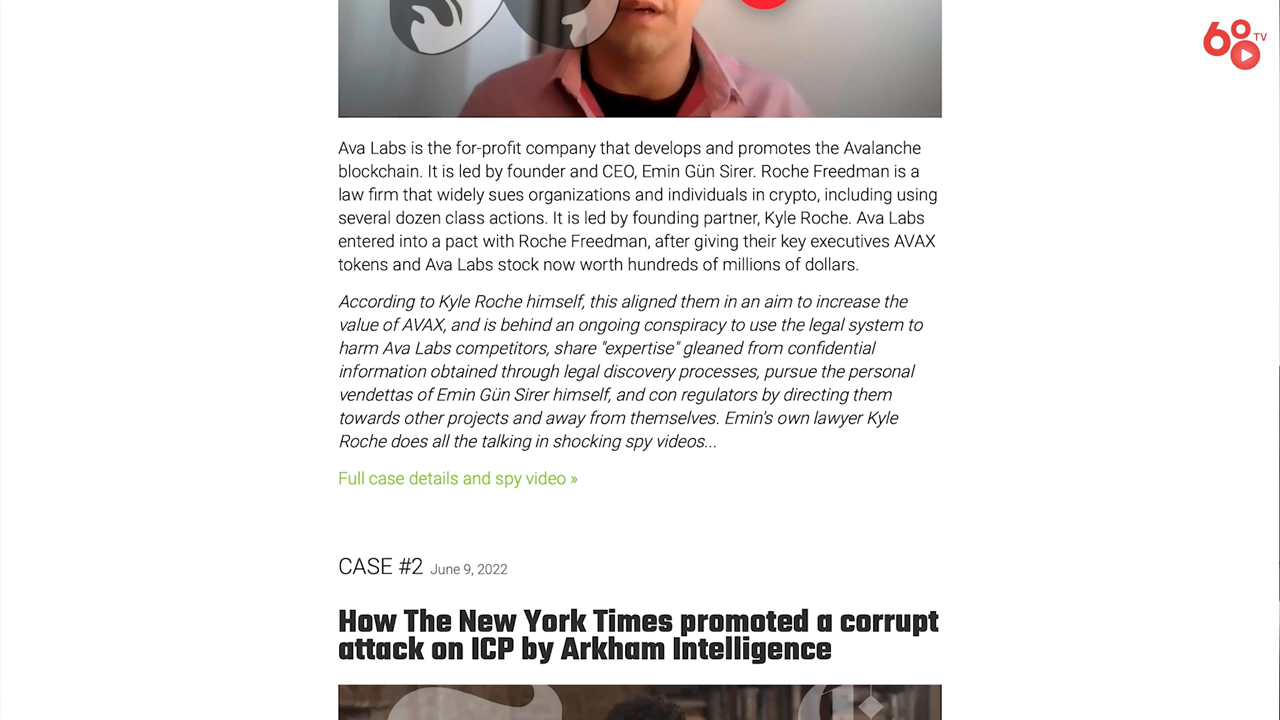 68 TV
Ava Labs is the for-profit company that develops and promotes the Avalanche
blockchain. It is led by founder and CEO, Emin Gün Sirer. Roche Freedman is a
law firm that widely sues organizations and individuals in crypto, including using
several dozen class actions. It is led by founding partner, Kyle Roche. Ava Labs
entered into a pact with Roche Freedman, after giving their key executives AVAX
tokens and Ava Labs stock now worth hundreds of millions of dollars.
According to Kyle Roche himself, this aligned them in an aim to increase the
value of AVAX, and is behind an ongoing conspiracy to use the legal system to
harm Ava Labs competitors, share "expertise" gleaned from confidential
information obtained through legal discovery processes, pursue the personal
vendettas of Emin Gün Sirer himself, and con regulators by directing them
towards other projects and away from themselves. Emin's own lawyer Kyle
Roche does all the talking in shocking spy videos...
Full case details and spy video »
CASE #2 June 9, 2022
How The New York Times promoted a corrupt
attack on ICP by Arkham Intelligence